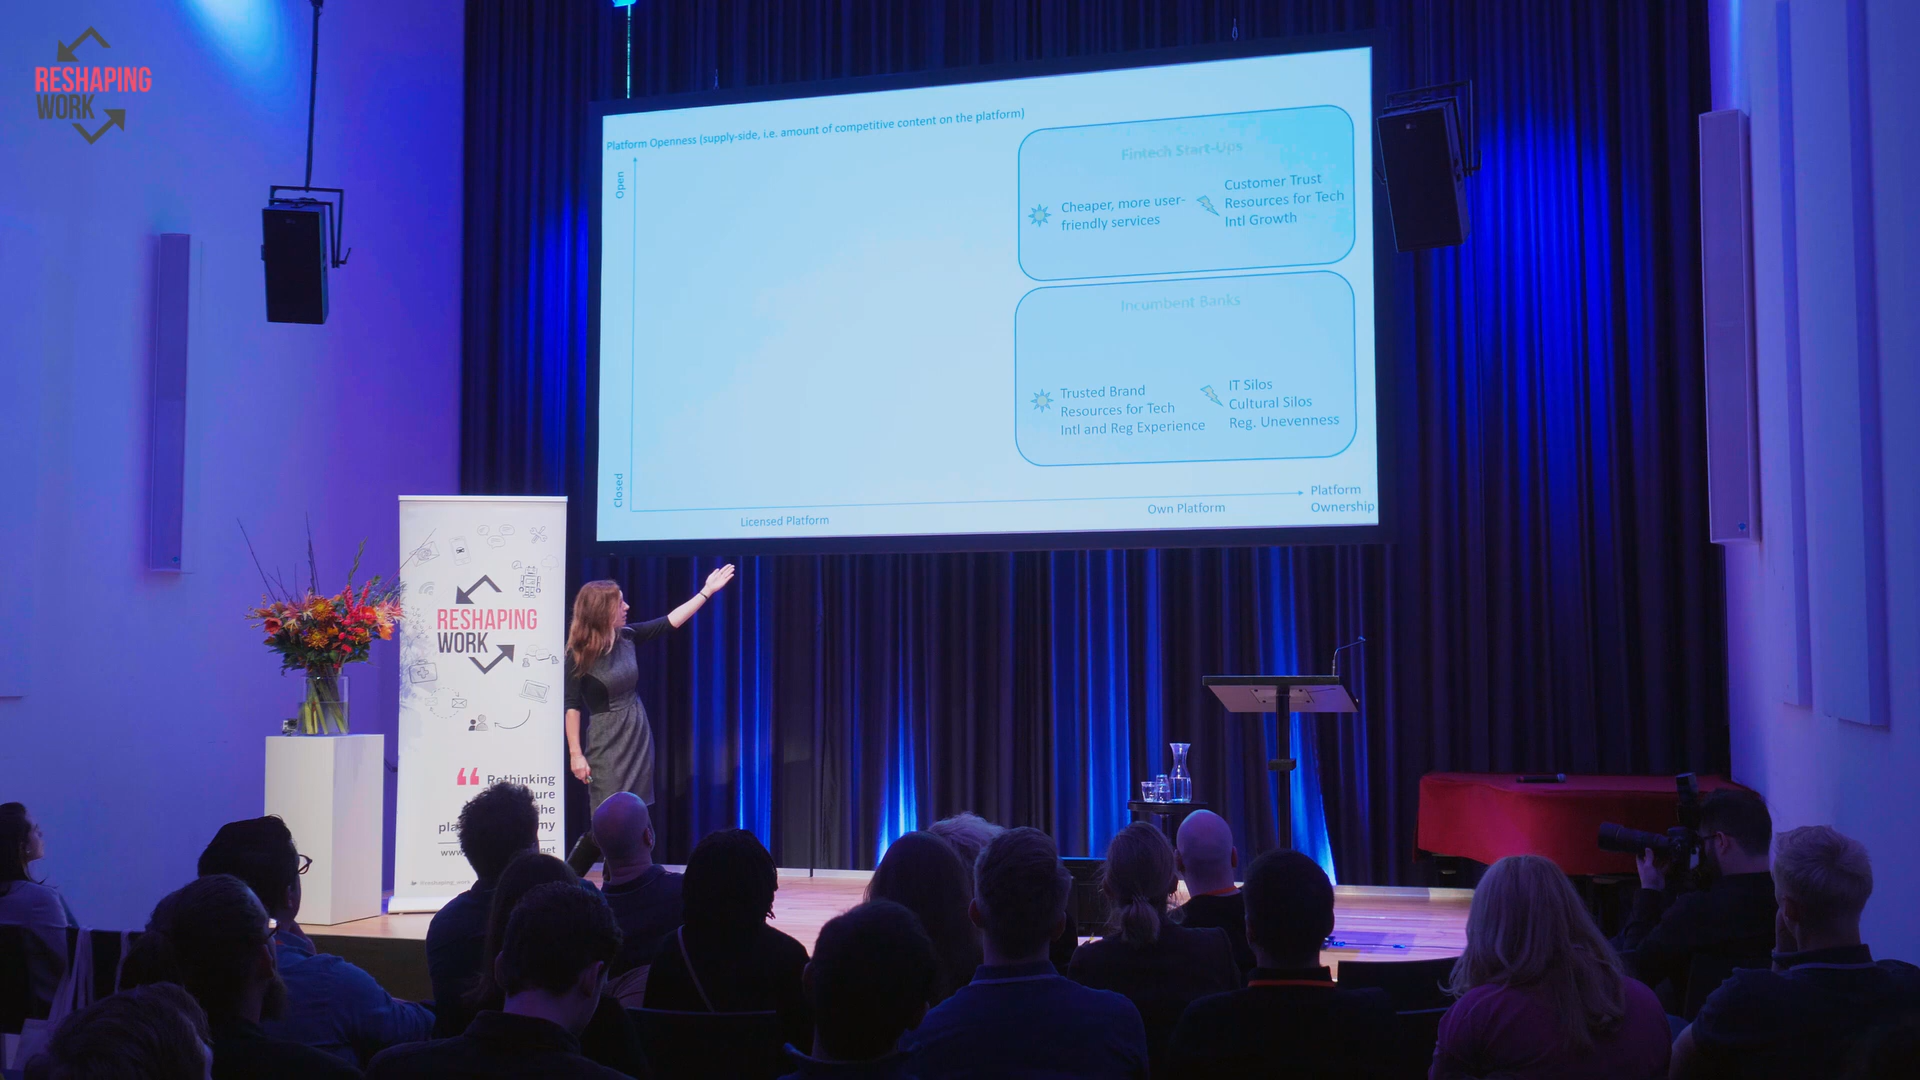 RESHAPING
WORK
Platform Openness (supply-side, i.e. amount of competitive content on the platform)
Open
Closed
Fintech Start-Ups
Cheaper, more user-
friendly services
Customer Trust
Resources for Tech
Intl Growth
Incumbent Banks
Trusted Brand
Resources for Tech
Intl and Reg Experience
IT Silos
Cultural Silos
Reg. Unevenness
Licensed Platform
Own Platform
Platform
Ownership
RESHAPING
WORK
“ Rethinking